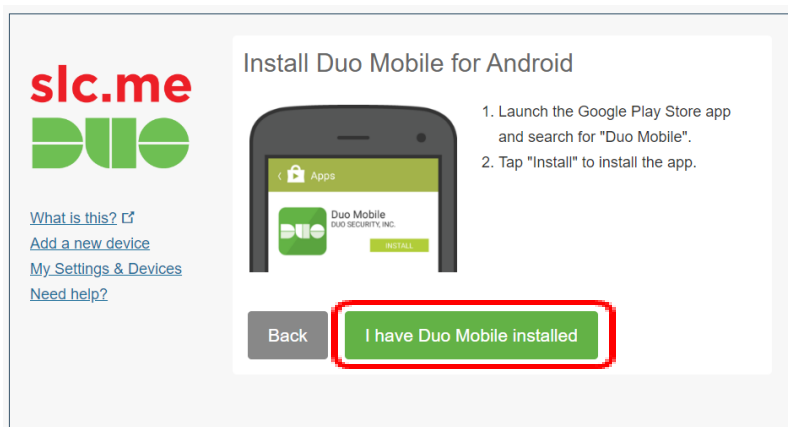 slc.me
DUO
What is this?
Add a new device
My Settings & Devices
Need help?
Install Duo Mobile for Android
Apps
DUO
Duo Mobile
DUO SECURITY, INC.
INSTALL
1. Launch the Google Play Store app
and search for "Duo Mobile".
2. Tap "Install" to install the app.
Back
I have Duo Mobile installed